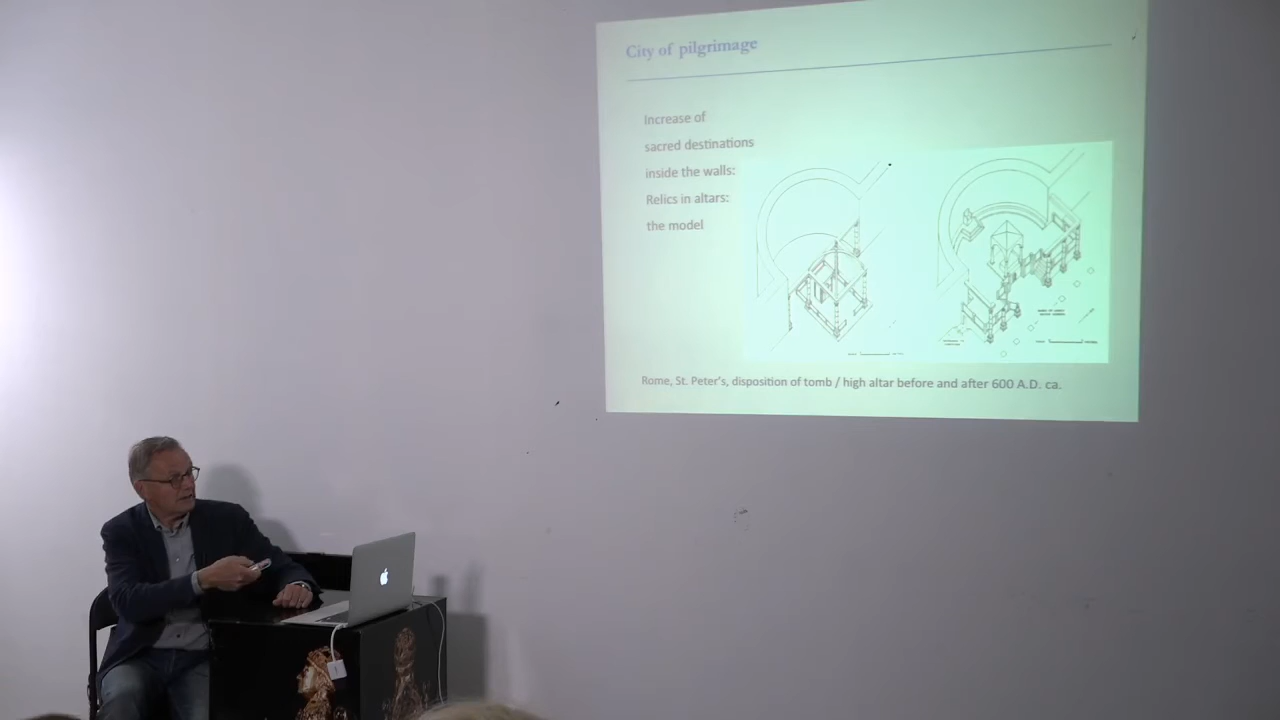 City of pilgrimage
Increase of
sacred destinations
inside the walls:
Relics in altars:
the model
Rome, St. Peter's, disposition of tomb / high altar before and after 600 A.D. ca.